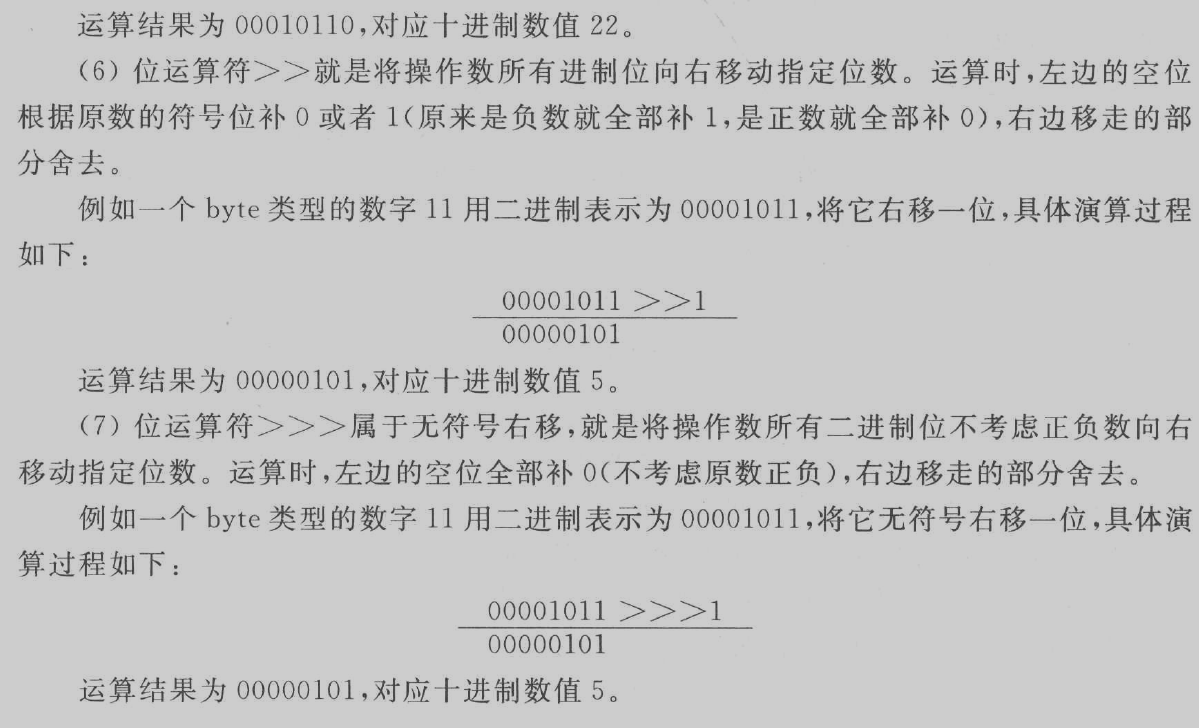 运算结果为 00010110,对应十进制数值 22。
(6) 位运算符>>就是将操作数所有进制位向右移动指定位数。运算时,左边的空位
根据原数的符号位补 0 或者 1(原来是负数就全部补 1,是正数就全部补 0),右边移走的部
分舍去。
例如一个 byte 类型的数字 11 用二进制表示为 00001011,将它右移一位,具体演算过程
如下:
00001011 >>1
00000101
运算结果为 00000101,对应十进制数值 5。
(7) 位运算符>>>属于无符号右移,就是将操作数所有二进制位不考虑正负数向右
移动指定位数。运算时,左边的空位全部补 0(不考虑原数正负),右边移走的部分舍去。
例如一个 byte 类型的数字 11 用二进制表示为 00001011,将它无符号右移一位,具体演
算过程如下:
00001011 >>>1
00000101
运算结果为 00000101,对应十进制数值 5。